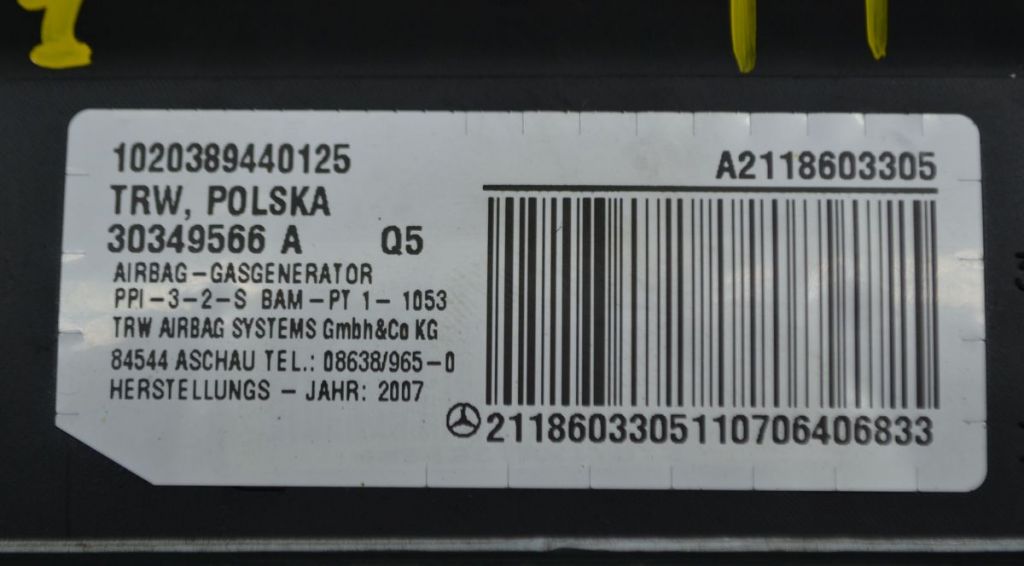 1020389440125
TRW, POLSKA
30349566 A Q5
AIRBAG-GASGENERATOR
PPI-3-2-S BAM-PT 1- 1053
TRW AIRBAG SYSTEMS Gmbh&Co KG
84544 ASCHAU TEL.: 08638/965-0
HERSTELLUNGS - JAHR: 2007
A2118603305
2118603305110706406833